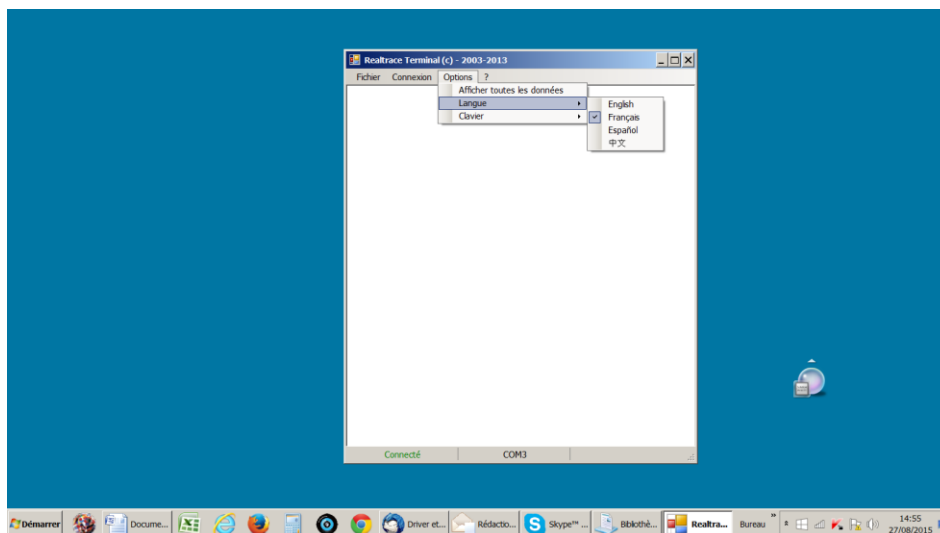 Realtrace Terminal (c) - 2003-2013
Fichier Connexion Options ?
Afficher toutes les données
Langue
Clavier
English
Français
Español
中文
Connecté COM3
Démarrer Docume... Driver et... Rédactio... Skype™ ... Biblothè... Realtra... Bureau » 14:55
27/08/2015